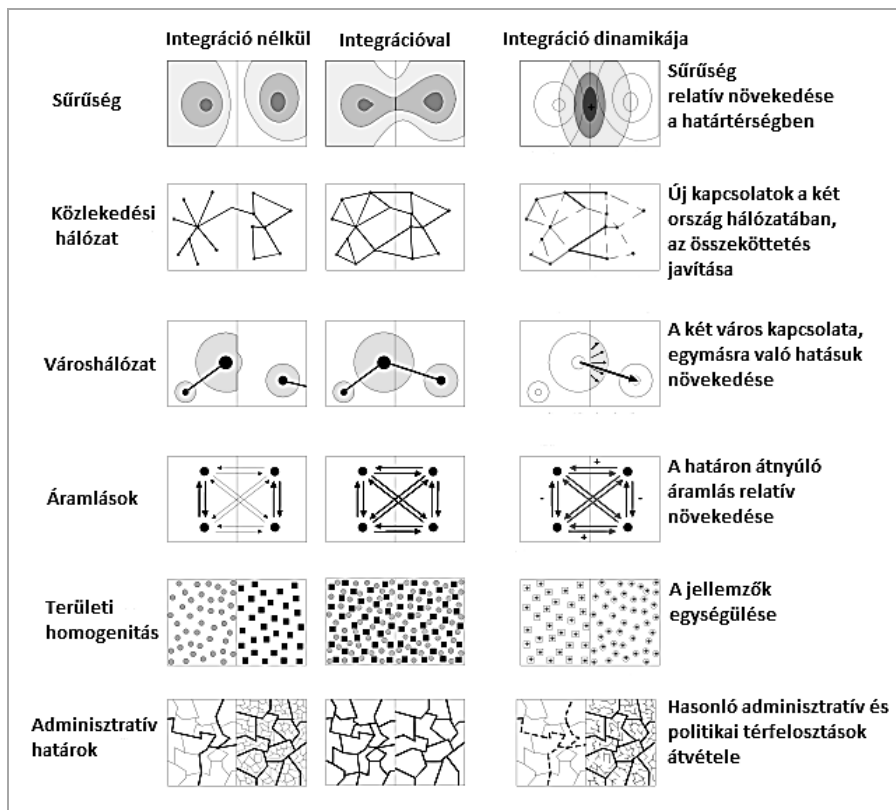 Integráció nélkül
Integrációval
Integráció dinamikája
Sűrűség
Sűrűség
relatív növekedése
a határtérségben
+
Közlekedési
hálózat
Új kapcsolatok a két
ország hálózatában,
az összeköttetés
javítása
Városhálózat
A két város kapcsolata,
egymásra való hatásuk
növekedése
Áramlások
+
- -
+
A határon átnyúló
áramlás relatív
növekedése
Területi
homogenitás
A jellemzők
egységülése
Adminisztratív
határok
Hasonló adminisztratív és
politikai térfelosztások
átvétele